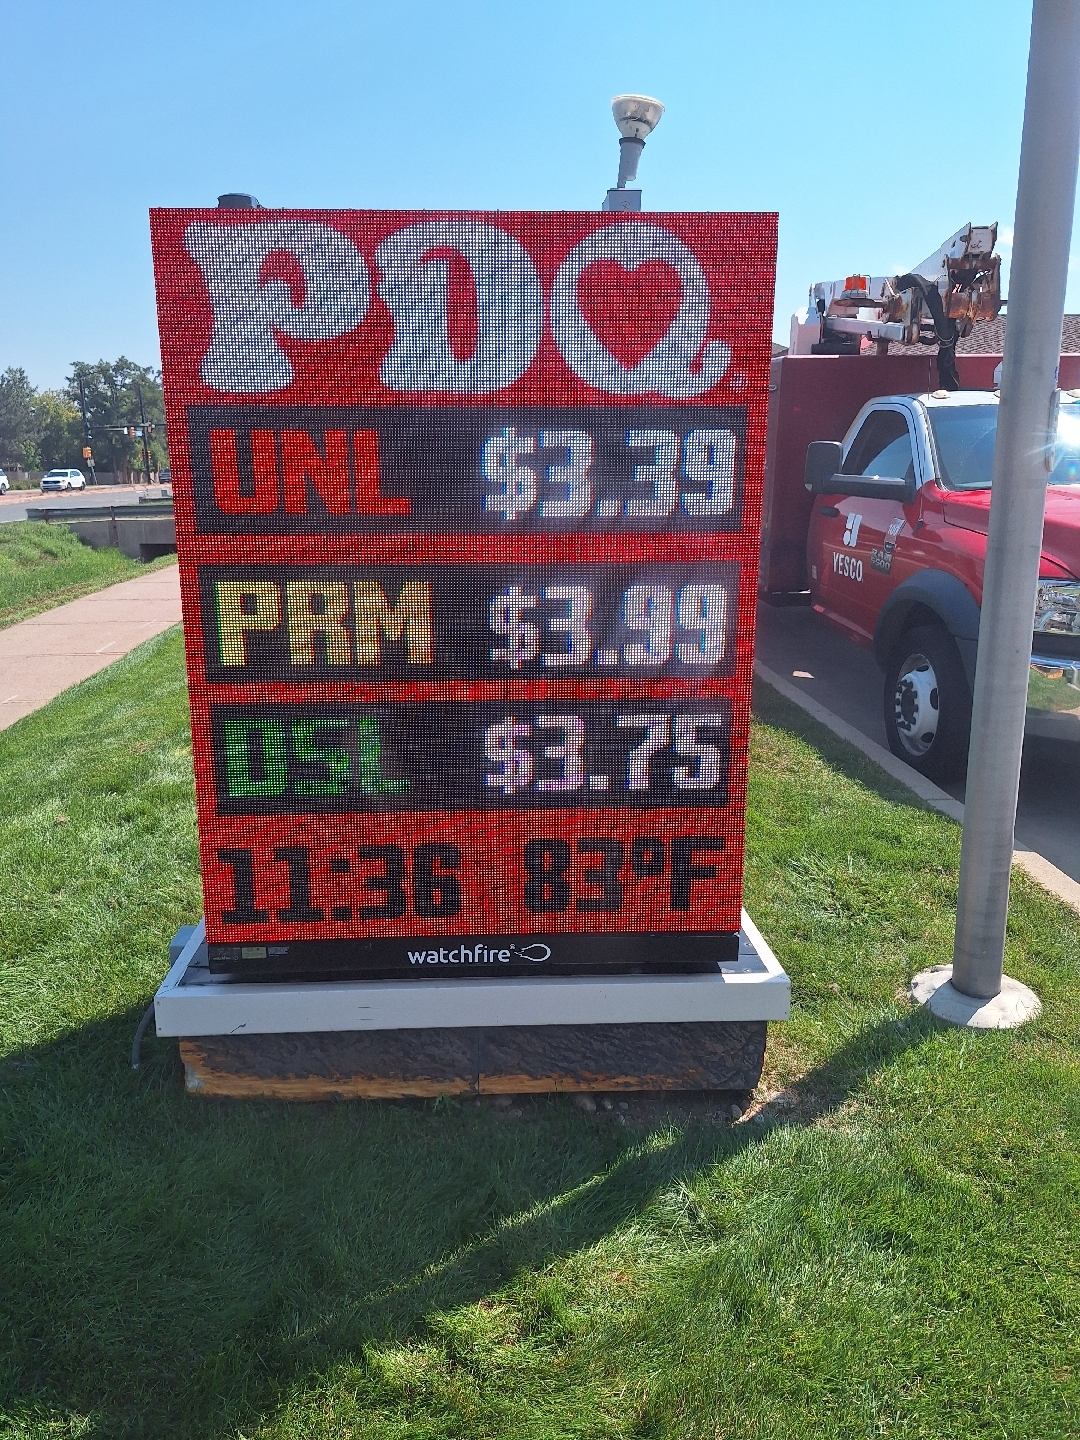 PDQ
UNL $3.39
PRM $3.99
DSL $3.75
11:36 83°F
watchfire®
YESCO